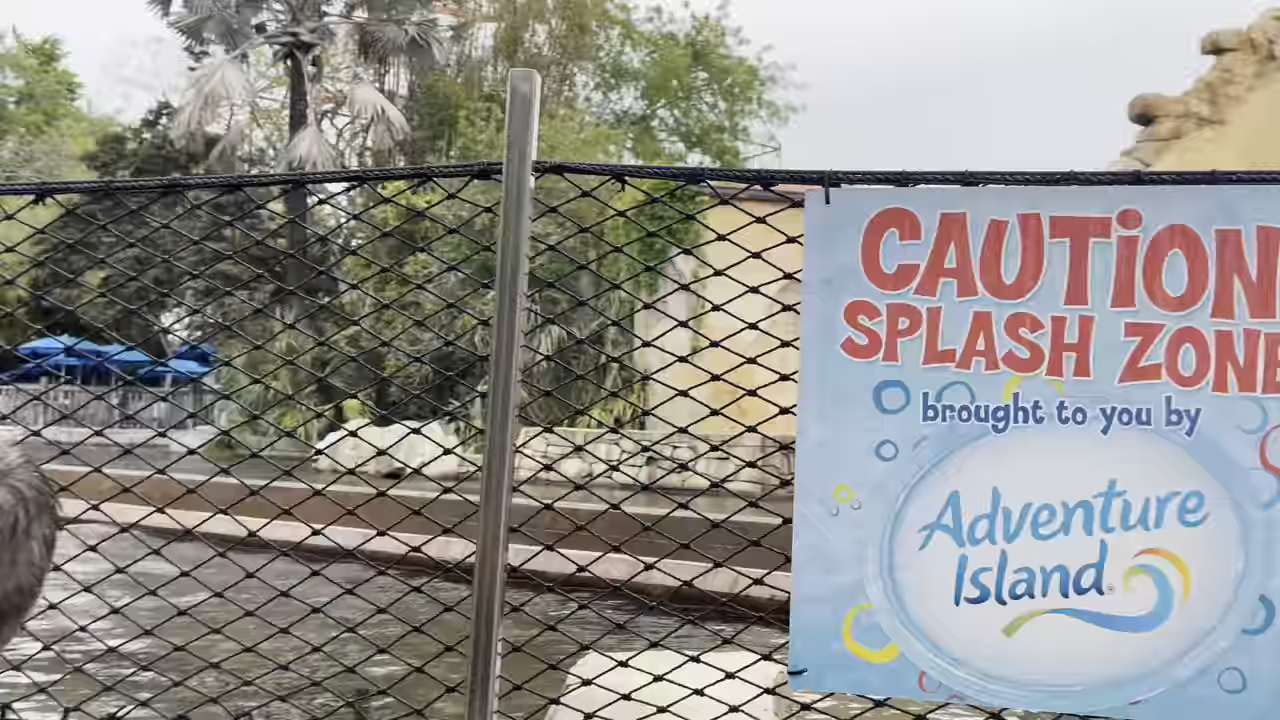 CAUTiON
SPLASH ZONE
brought to you by
Adventure
Island®